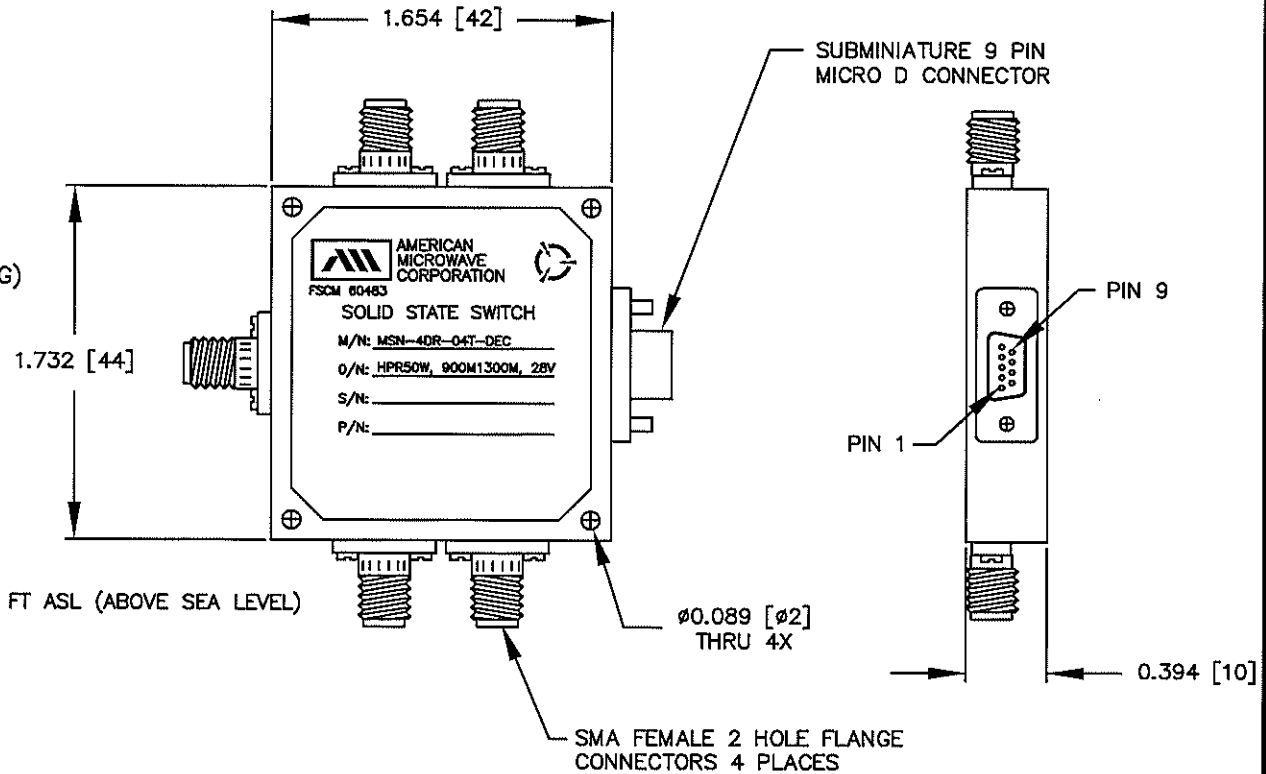 1.654 [42]
SUBMINIATURE 9 PIN
MICRO D CONNECTOR
AMERICAN
MICROWAVE
CORPORATION
FSCM 60483
SOLID STATE SWITCH
M/N: MSN-4DR-04T-DEC
O/N: HPR50W, 900M1300M, 28V
S/N:
P/N:
G)
1.732 [44]
PIN 9
PIN 1
FT ASL (ABOVE SEA LEVEL)
ø0.089 [ø2]
THRU 4X
0.394 [10]
SMA FEMALE 2 HOLE FLANGE
CONNECTORS 4 PLACES